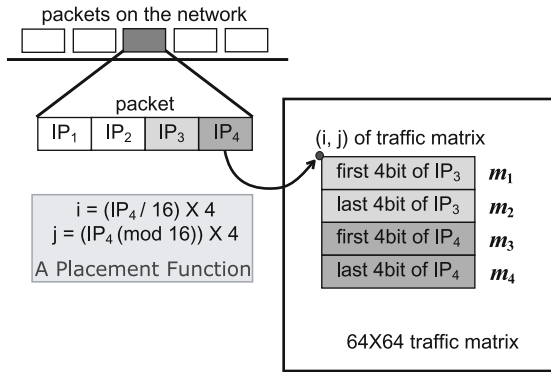 packets on the network
packet
IP₁ IP₂ IP₃ IP₄
(i, j) of traffic matrix
first 4bit of IP₃ m₁
last 4bit of IP₃ m₂
first 4bit of IP₄ m₃
last 4bit of IP₄ m₄
i = (IP₄ / 16) X 4
j = (IP₄ (mod 16)) X 4
A Placement Function
64X64 traffic matrix